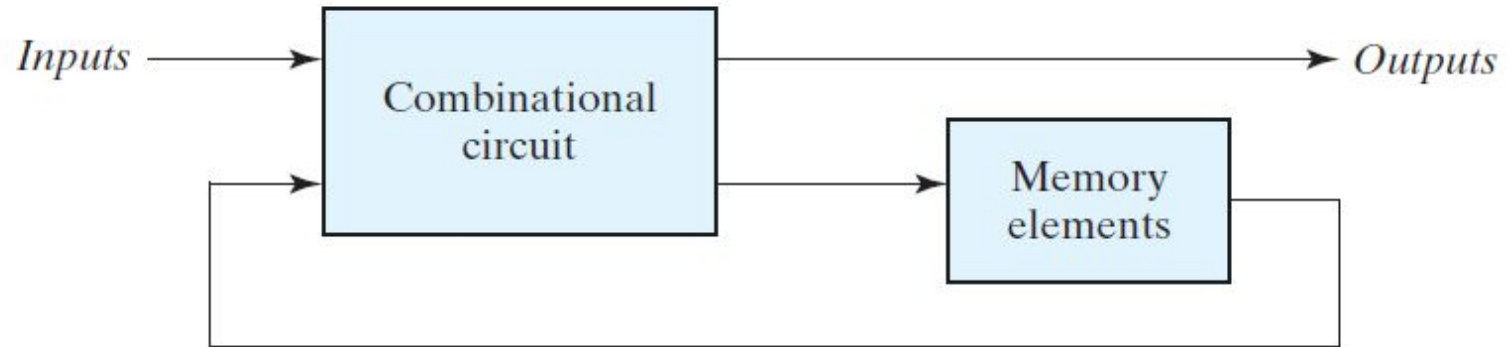 Inputs
Combinational
circuit
Outputs
Memory
elements